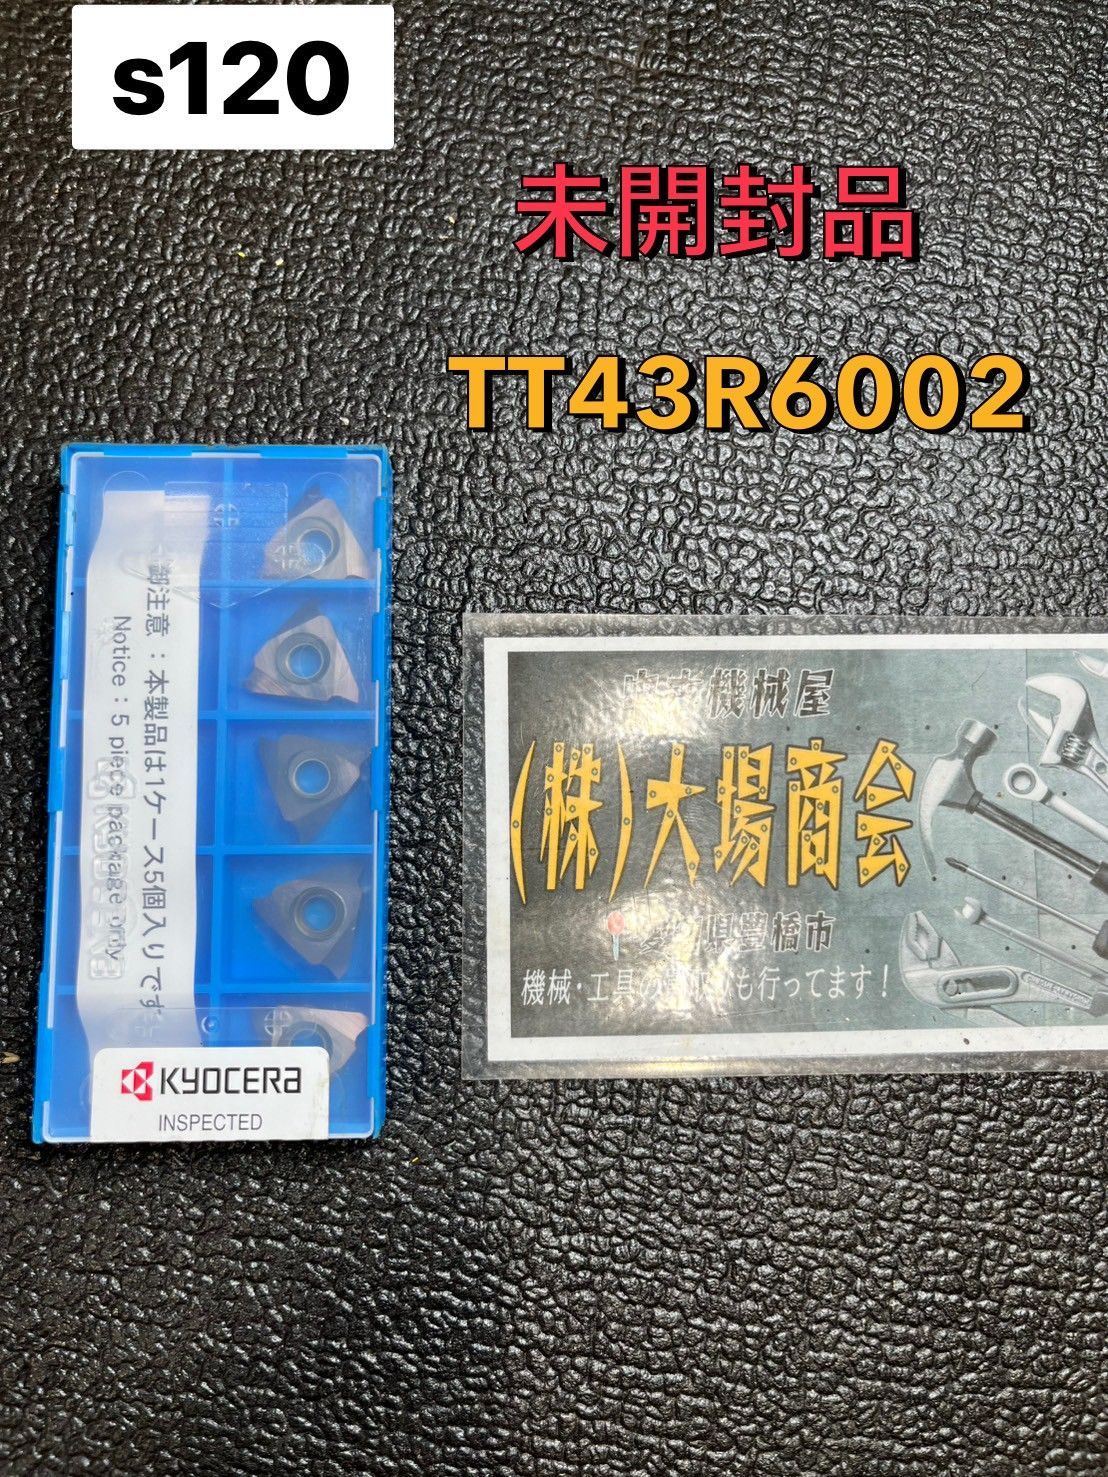 s120
未開封品
TT43R6002
注意：本製品は1ケース5個入りです
Notice : 5 piece package only
KYOCERA
INSPECTED
機械屋
(株)大場商会
豊橋市
機械・工具の
も行ってます！